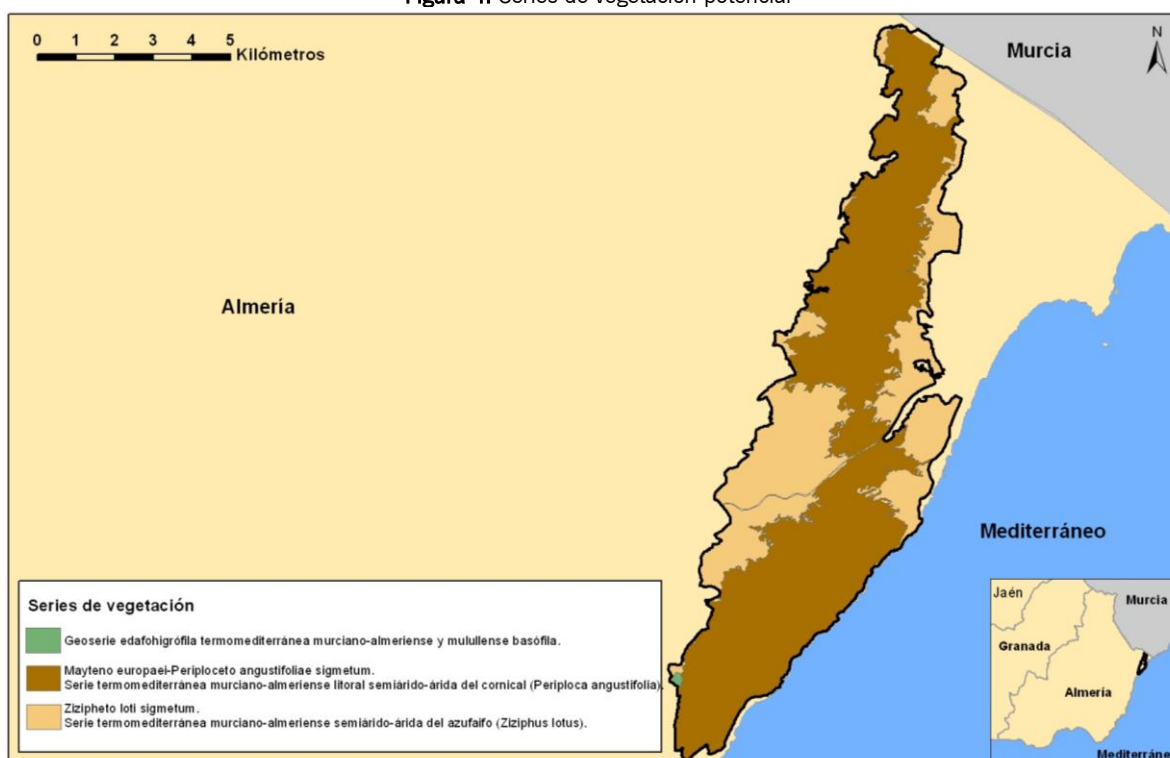 Figura 4. Series de vegetación potencial
0 1 2 3 4 5
Kilómetros
Murcia
N
Almería
Mediterráneo
Series de vegetación
Geoserie edafohigrófila termomediterránea murciano-almeriense y mulullense basófila.
Mayteno europaei-Periploceto angustifoliae sigmetum.
Serie termomediterránea murciano-almeriense litoral semiárido-árida del cornical (Periploca angustifolia).
Zizipheto loti sigmetum.
Serie termomediterránea murciano-almeriense semiárido-árida del azufaifo (Ziziphus lotus).
Jaén
Murcia
Granada
Almería
Mediterráne